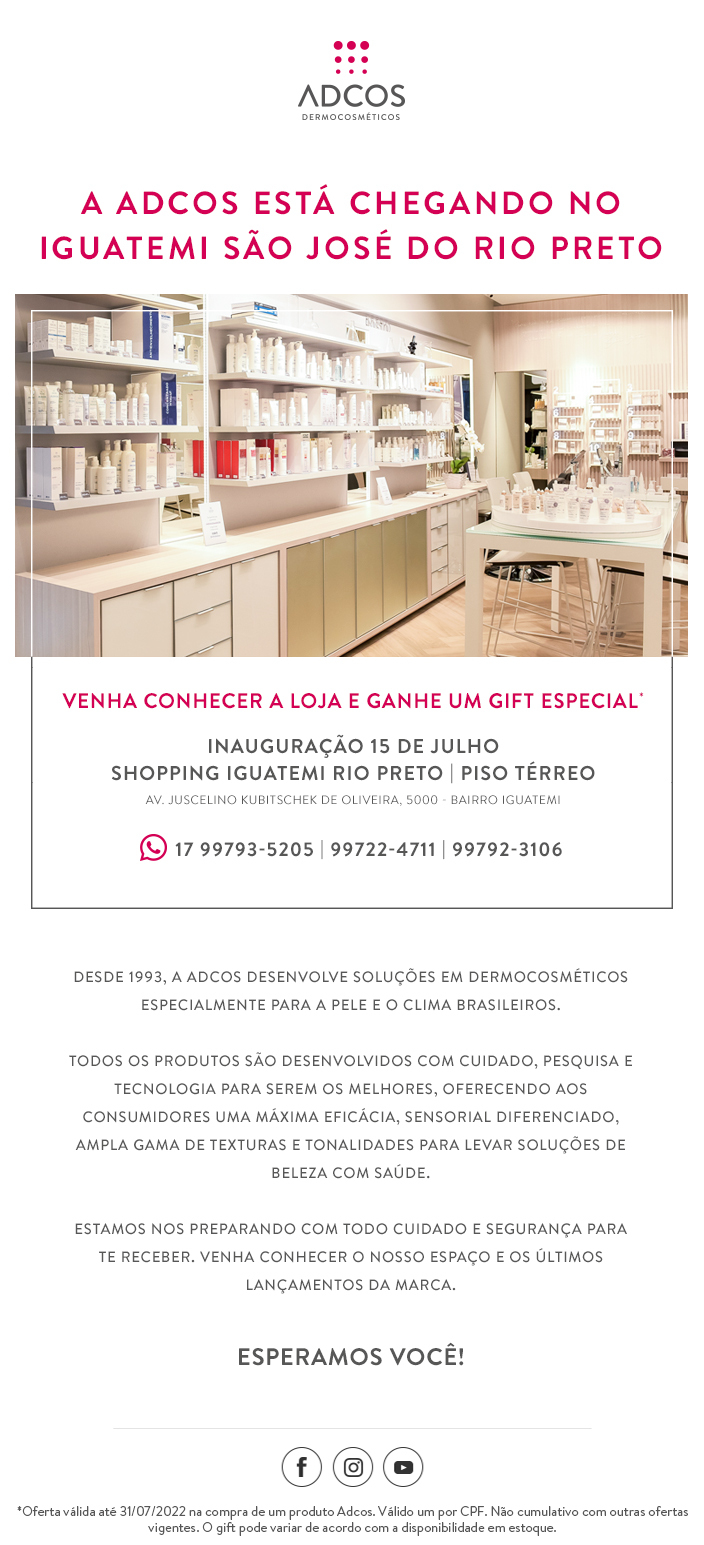 ADCOS
DERMOCOSMÉTICOS
A ADCOS ESTÁ CHEGANDO NO
IGUATEMI SÃO JOSÉ DO RIO PRETO
VENHA CONHECER A LOJA E GANHE UM GIFT ESPECIAL*
INAUGURAÇÃO 15 DE JULHO
SHOPPING IGUATEMI RIO PRETO | PISO TÉRREO
AV. JUSCELINO KUBITSCHEK DE OLIVEIRA, 5000 - BAIRRO IGUATEMI
17 99793-5205 | 99722-4711 | 99792-3106
DESDE 1993, A ADCOS DESENVOLVE SOLUÇÕES EM DERMOCOSMÉTICOS
ESPECIALMENTE PARA A PELE E O CLIMA BRASILEIROS.
TODOS OS PRODUTOS SÃO DESENVOLVIDOS COM CUIDADO, PESQUISA E
TECNOLOGIA PARA SEREM OS MELHORES, OFERECENDO AOS
CONSUMIDORES UMA MÁXIMA EFICÁCIA, SENSORIAL DIFERENCIADO,
AMPLA GAMA DE TEXTURAS E TONALIDADES PARA LEVAR SOLUÇÕES DE
BELEZA COM SAÚDE.
ESTAMOS NOS PREPARANDO COM TODO CUIDADO E SEGURANÇA PARA
TE RECEBER. VENHA CONHECER O NOSSO ESPAÇO E OS ÚLTIMOS
LANÇAMENTOS DA MARCA.
ESPERAMOS VOCÊ!
*Oferta válida até 31/07/2022 na compra de um produto Adcos. Válido um por CPF. Não cumulativo com outras ofertas
vigentes. O gift pode variar de acordo com a disponibilidade em estoque.